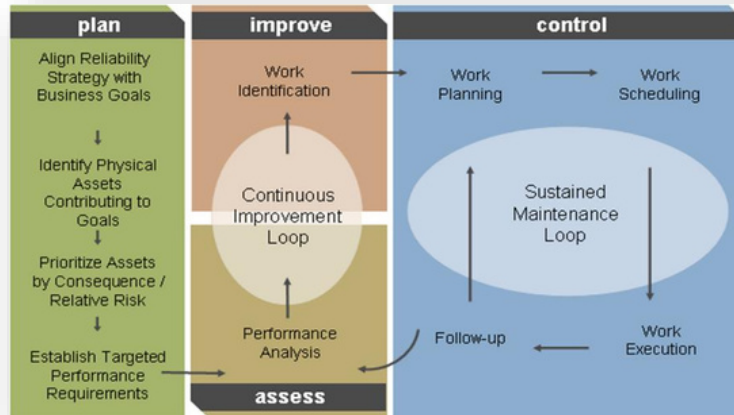 plan
Align Reliability
Strategy with
Business Goals
Identify Physical
Assets
Contributing to
Goals
Prioritize Assets
by Consequence /
Relative Risk
Establish Targeted
Performance
Requirements
improve
Work
Identification
Continuous
Improvement
Loop
Performance
Analysis
assess
control
Work
Planning
Work
Scheduling
Sustained
Maintenance
Loop
Follow-up
Work
Execution